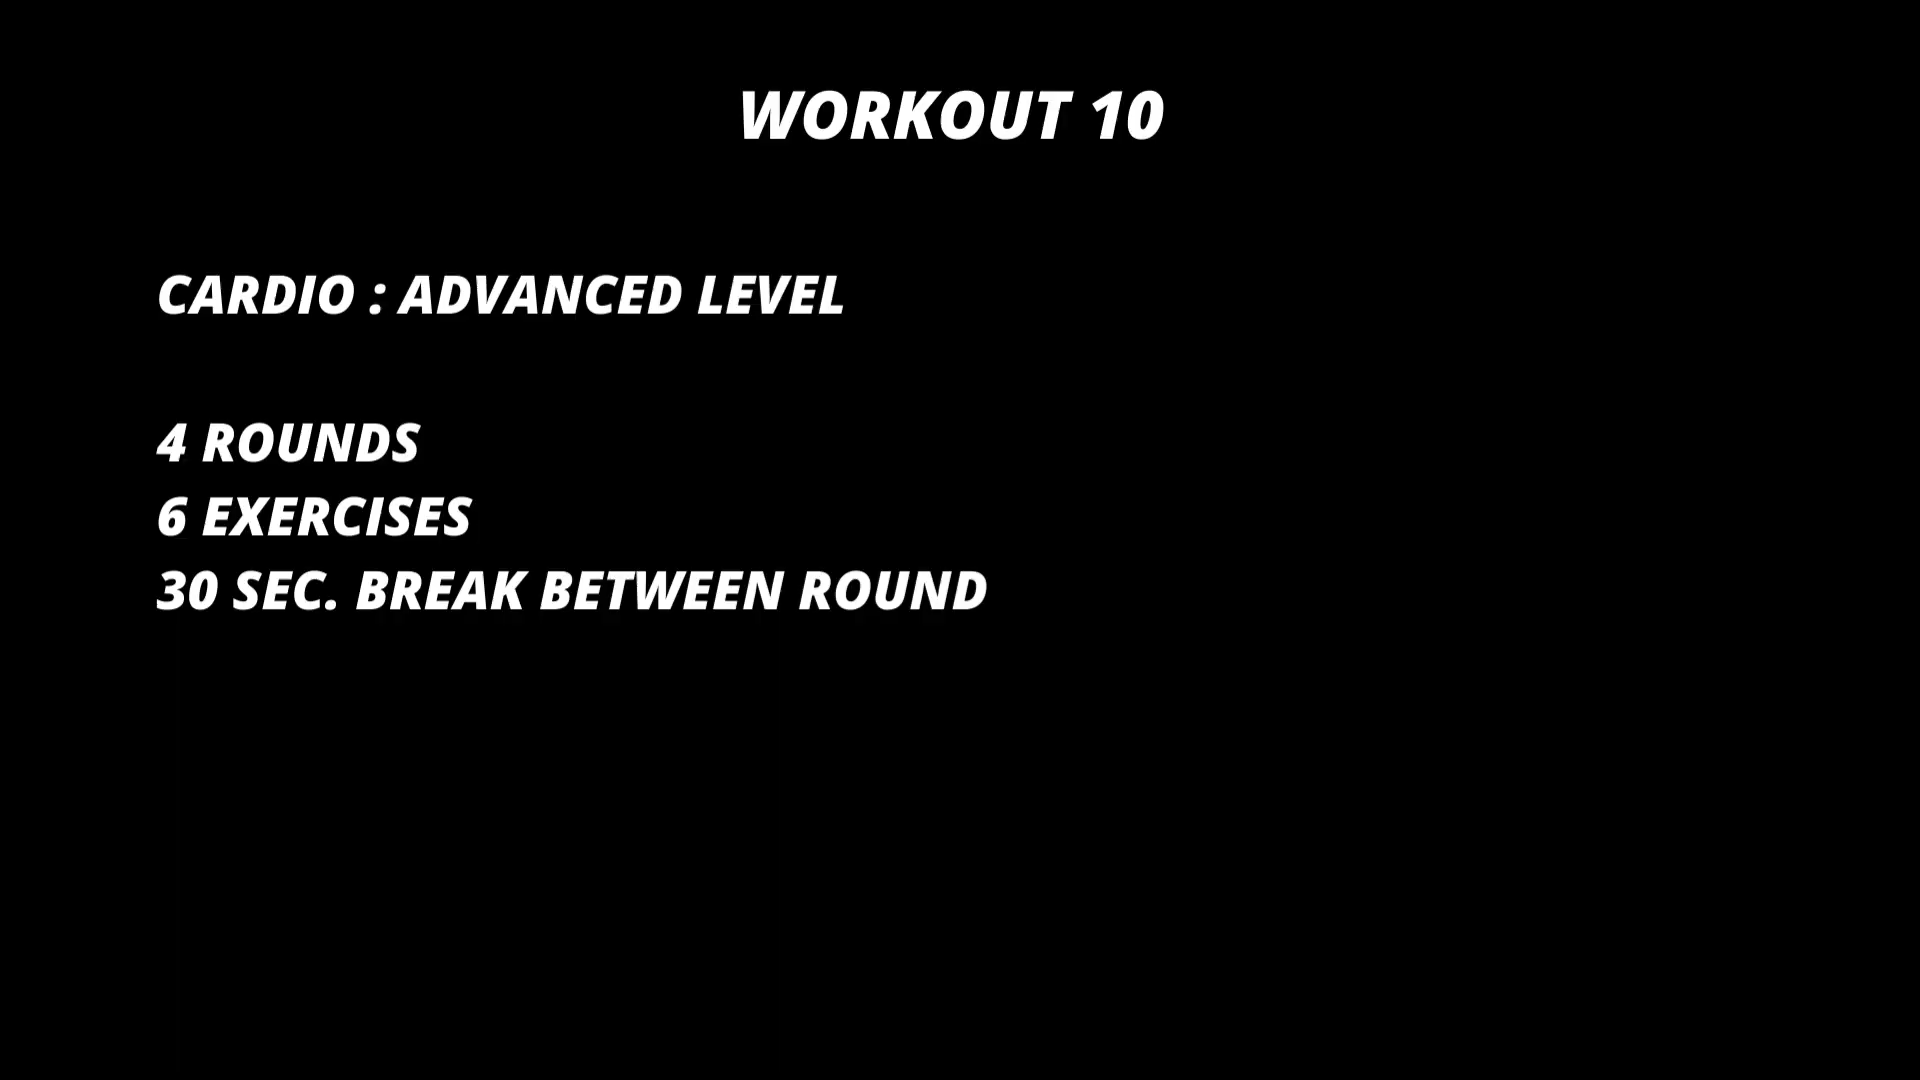 WORKOUT 10
CARDIO : ADVANCED LEVEL
4 ROUNDS
6 EXERCISES
30 SEC. BREAK BETWEEN ROUND